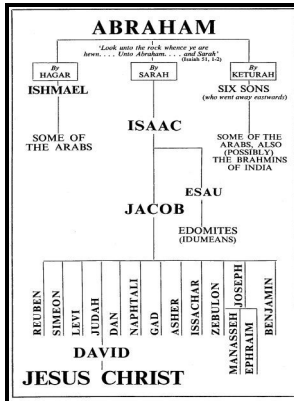 ABRAHAM
'Look unto the rock whence ye are
hewn. . . . Unto Abraham. . . . and Sarah'
(Isaiah 51, 1-2)
By
HAGAR
By
SARAH
By
KETURAH
ISHMAEL
SIX SONS
(who went away eastwards)
ISAAC
SOME OF
THE ARABS
SOME OF THE
ARABS, ALSO
(POSSIBLY)
THE BRAHMINS
OF INDIA
ESAU
JACOB
EDOMITES
(IDUMEANS)
REUBEN
SIMEON
LEVI
JUDAH
DAN
NAPHTALI
GAD
ASHER
ISSACHAR
ZEBULON
JOSEPH
MANASSEH
EPHRAIM
BENJAMIN
DAVID
JESUS CHRIST